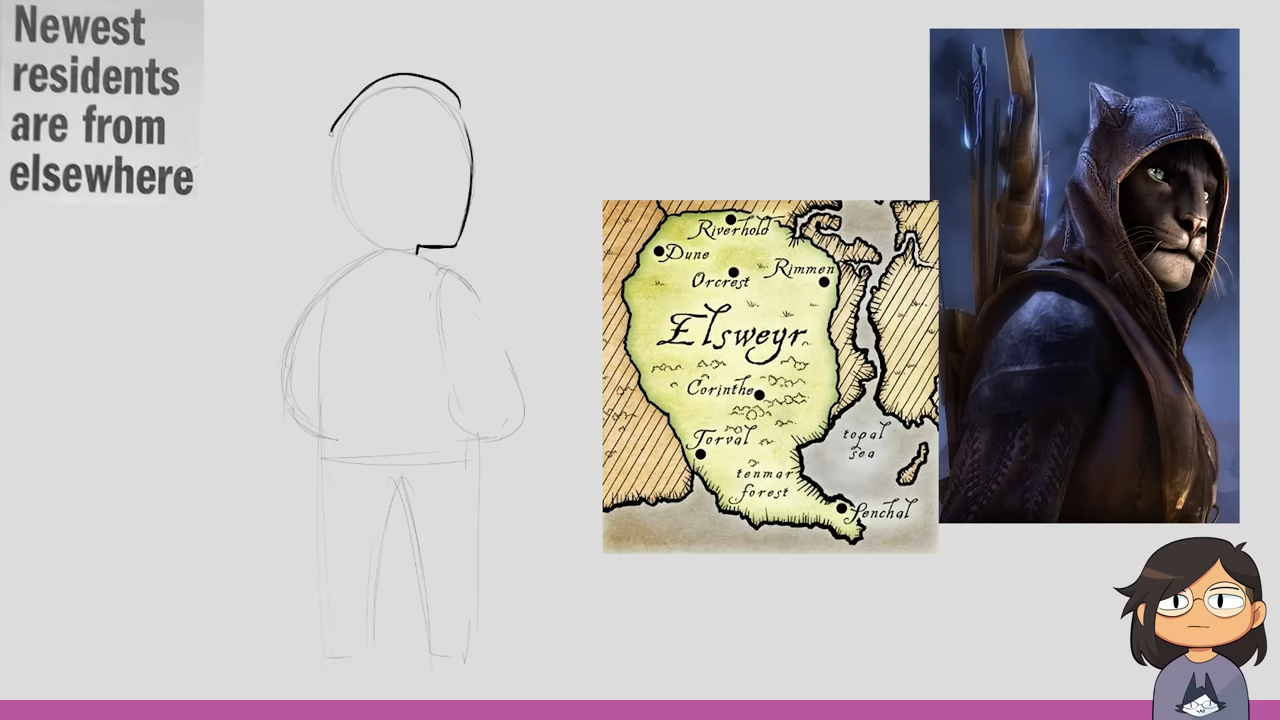 Newest
residents
are from
elsewhere
Riverhold
Dune
Rimmen
Orcrest
Elsweyr
Corinthe
Torval
topal
sea
tenmar
forest
Senchal